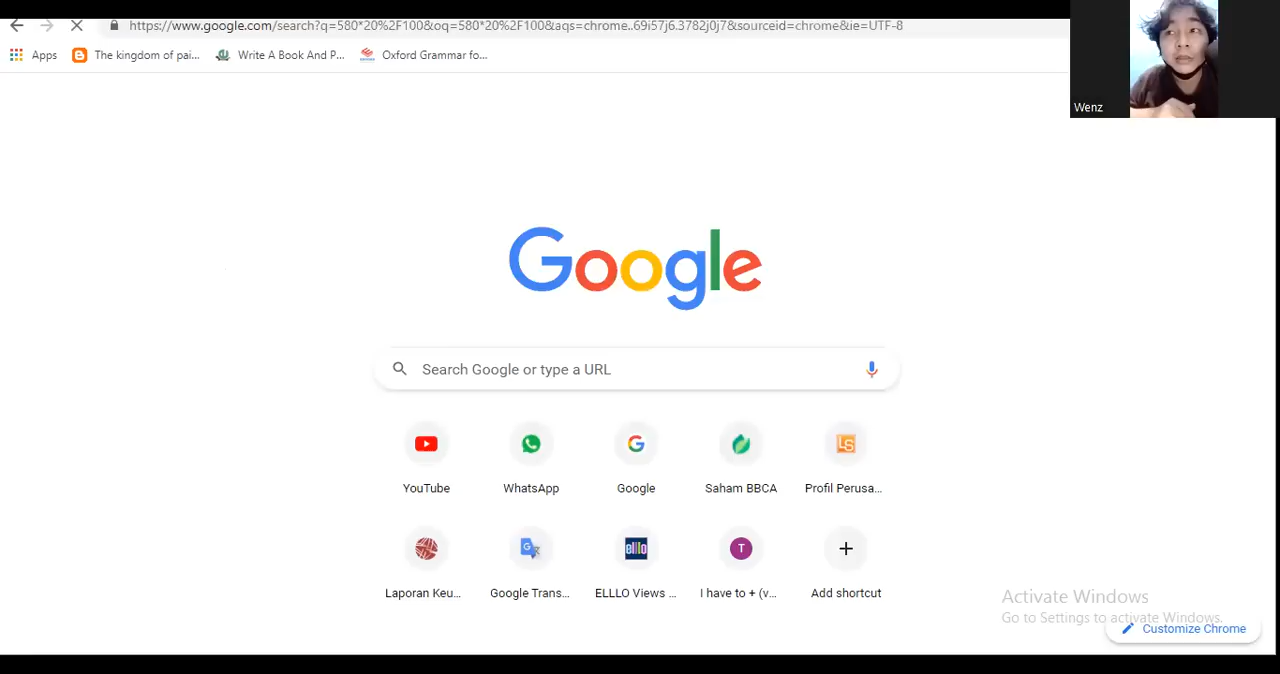 https://www.google.com/search?q=580*20%2F100&oq=580*20%2F100&aqs=chrome..69i57j6.3782j0j7&sourceid=chrome&ie=UTF-8
Apps The kingdom of pai... Write A Book And P... Oxford Grammar fo...
Wenz
Google
Search Google or type a URL
YouTube WhatsApp Google Saham BBCA Profil Perusa...
Laporan Keu... Google Trans... ELLLO Views ... I have to + (v... Add shortcut
Activate Windows
Go to Settings to activate Windows.
Customize Chrome